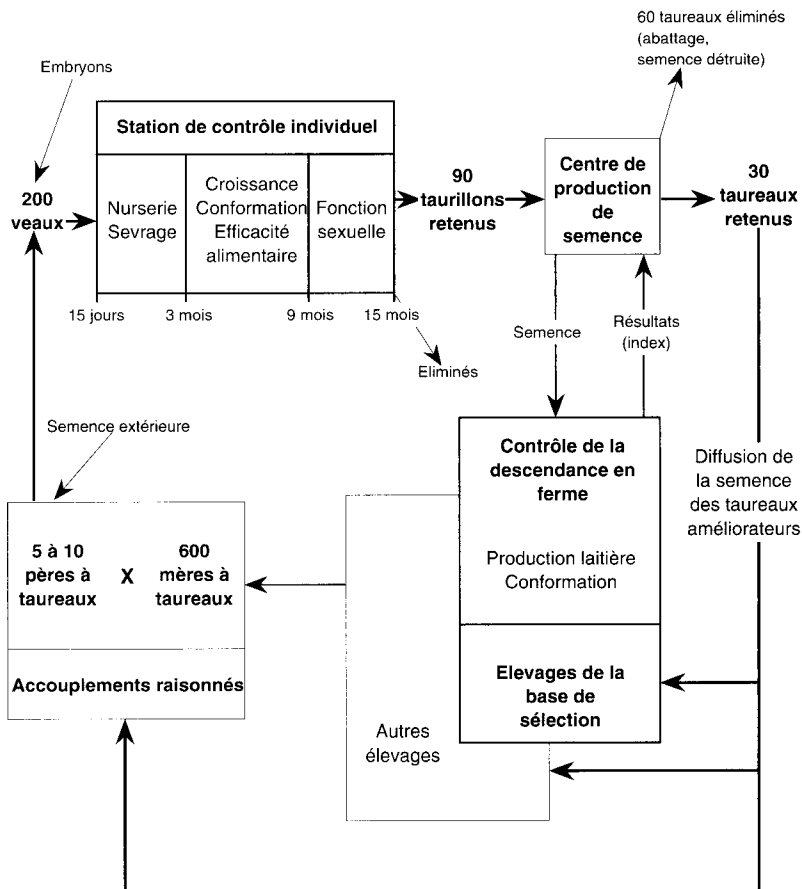 60 taureaux éliminés
(abattage,
semence détruite)
Embryons
Station de contrôle individuel
200
veaux
Nurserie
Sevrage
Croissance
Conformation
Efficacité
alimentaire
Fonction
sexuelle
90
taurillons
retenus
Centre de
production
de
semence
30
taureaux
retenus
15 jours
3 mois
9 mois
15 mois
Eliminés
Semence
Résultats
(index)
Semence extérieure
5 à 10
pères à
taureaux
X
600
mères à
taureaux
Accouplements raisonnés
Contrôle de la
descendance en
ferme
Production laitière
Conformation
Elevages de la
base de
sélection
Autres
élevages
Diffusion de
la semence
des taureaux
améliorateurs